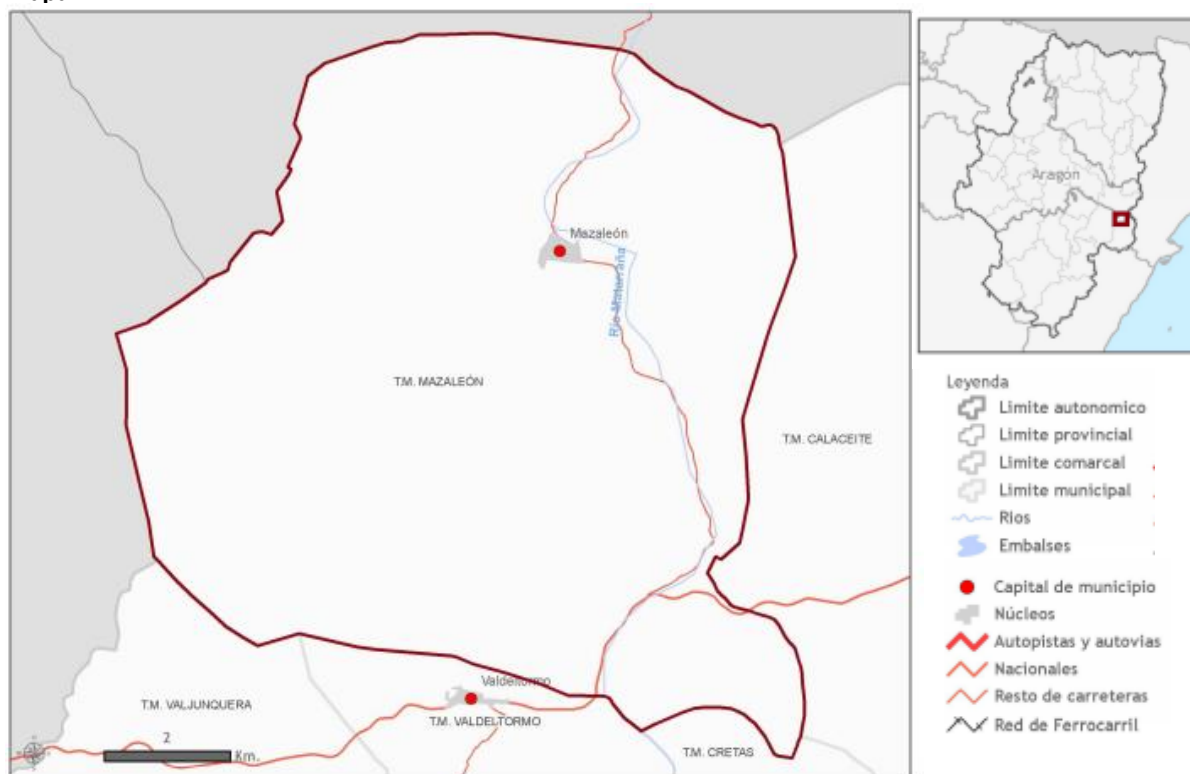 Mazaleón
Río Matarraña
T.M. MAZALEÓN
T.M. CALACEITE
Valdeltormo
T.M. VALJUNQUERA
T.M. VALDELTORMO
T.M. CRETAS
2
Km.
Aragón
Leyenda
Limite autonomico
Limite provincial
Limite comarcal
Limite municipal
Rios
Embalses
Capital de municipio
Núcleos
Autopistas y autovias
Nacionales
Resto de carreteras
Red de Ferrocarril